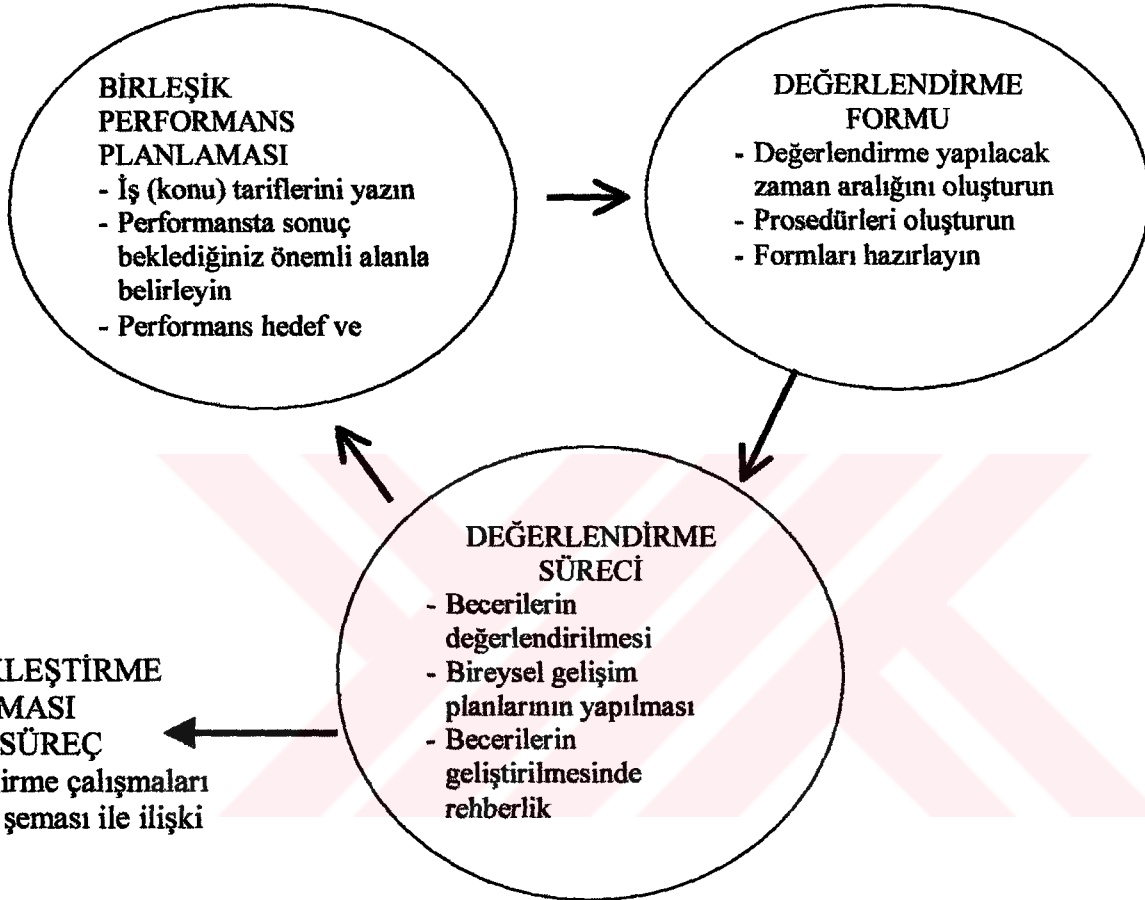 BİRLEŞİK
PERFORMANS
PLANLAMASI
- İş (konu) tariflerini yazın
- Performansta sonuç
beklediğiniz önemli alanla
belirleyin
- Performans hedef ve
DEĞERLENDİRME
FORMU
- Değerlendirme yapılacak
zaman aralığını oluşturun
- Prosedürleri oluşturun
- Formları hazırlayın
DEĞERLENDİRME
SÜRECİ
- Becerilerin
değerlendirilmesi
- Bireysel gelişim
planlarının yapılması
- Becerilerin
geliştirilmesinde
rehberlik
KLEŞTİRME
MASI
SÜREÇ
irme çalışmaları
şeması ile ilişki